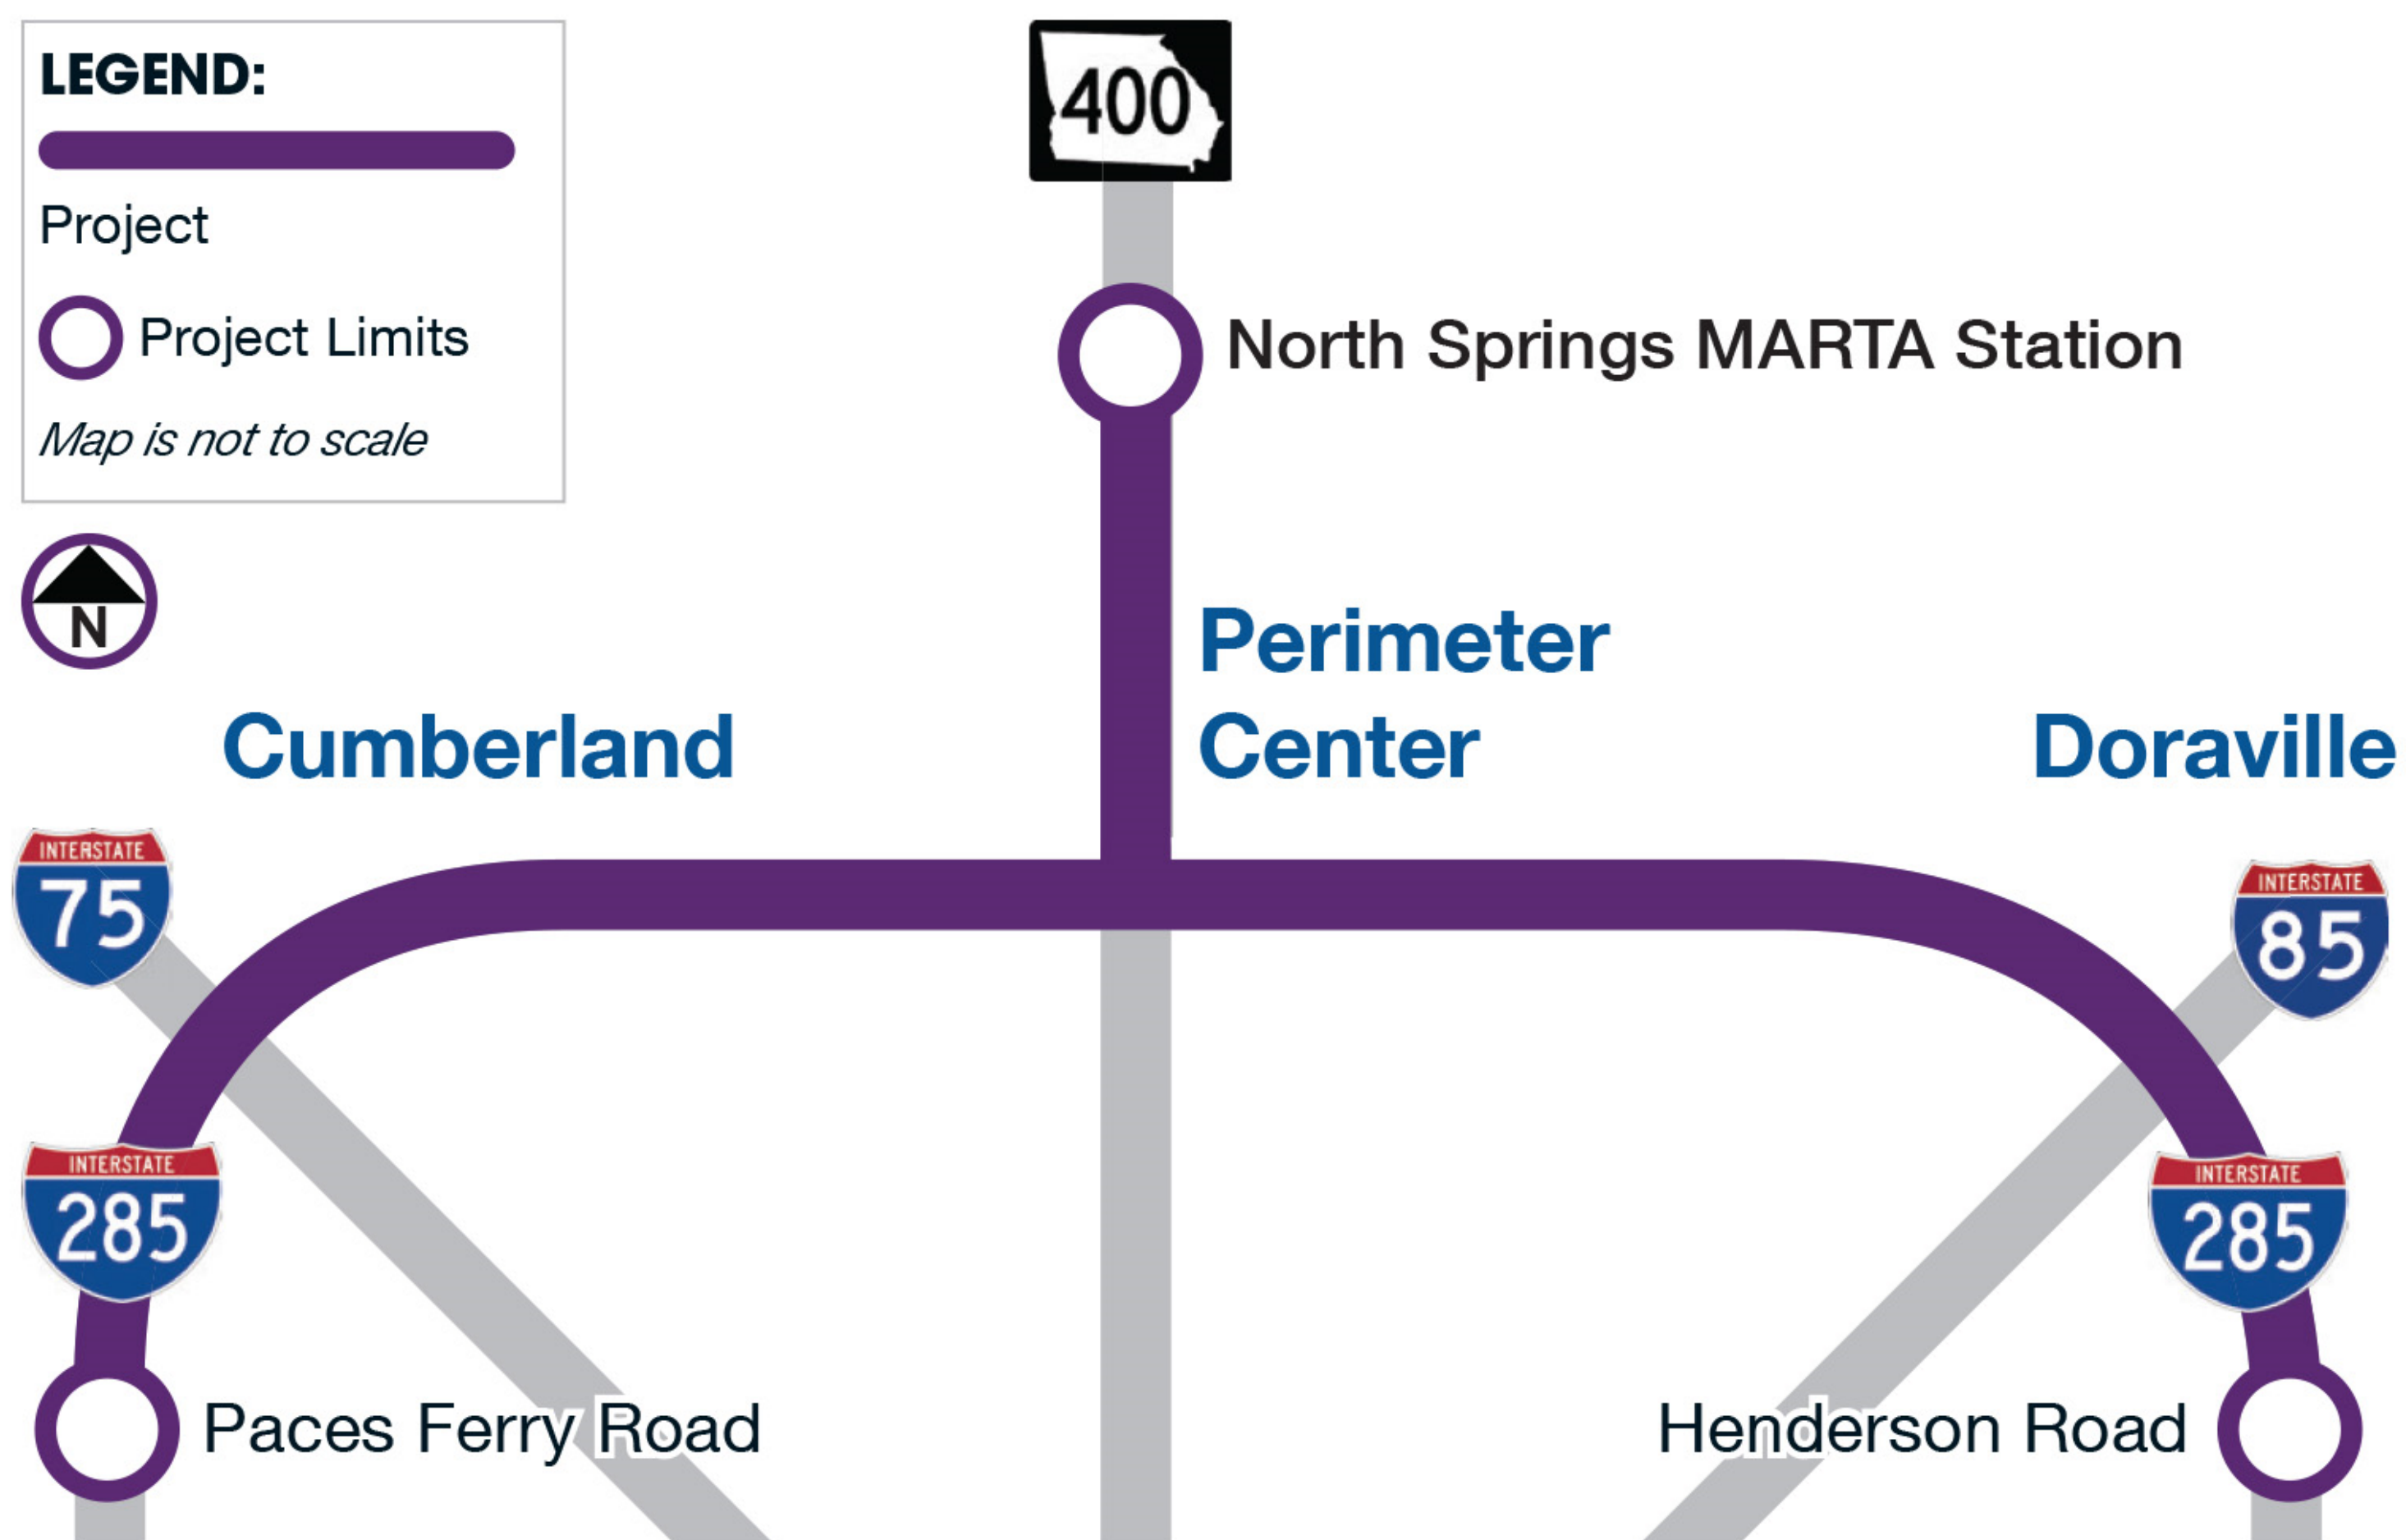 LEGEND:
Project
Project Limits
Map is not to scale
N
400
North Springs MARTA Station
Perimeter
Center
Cumberland
Doraville
INTERSTATE
75
INTERSTATE
85
INTERSTATE
285
INTERSTATE
285
Paces Ferry Road
Henderson Road